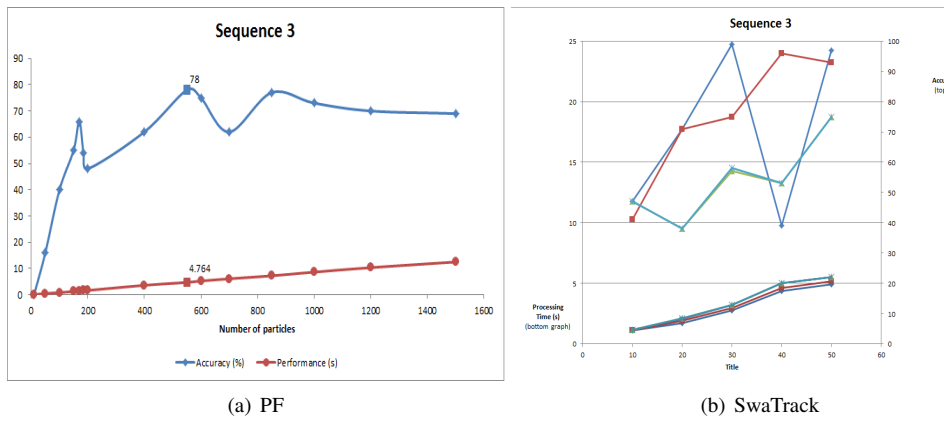 Sequence 3
90
80
70
60
50
40
30
20
10
0
78
4.764
0 200 400 600 800 1000 1200 1400 1600
Number of particles
Accuracy (%) Performance (s)
(a) PF
Sequence 3
25
20
15
10
5
0
100
90
80
70
60
50
40
30
20
10
0
Accu
(top
Processing
Time (s)
(bottom graph)
0 10 20 30 40 50 60
Title
(b) SwaTrack